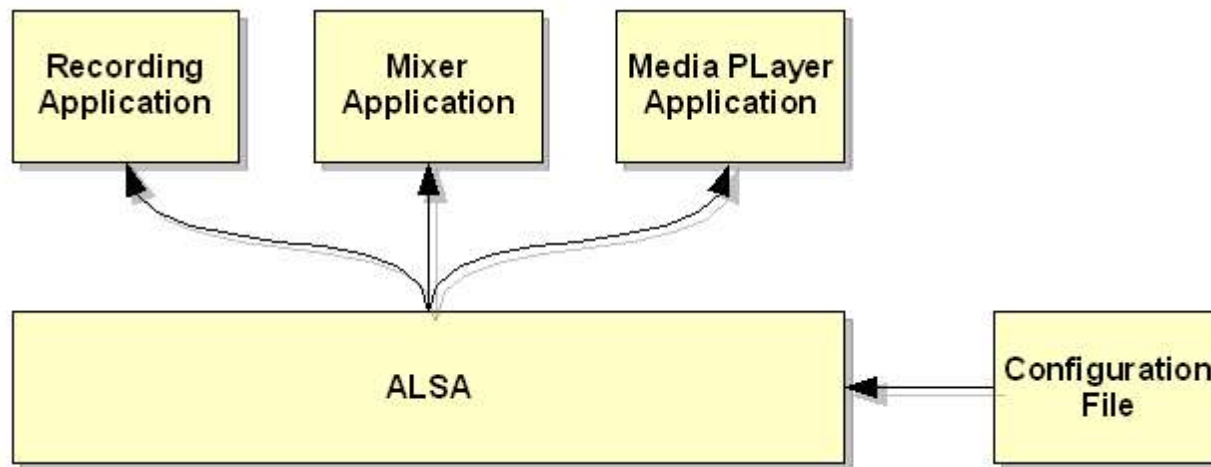 Recording
Application
Mixer
Application
Media PLayer
Application
ALSA
Configuration
File